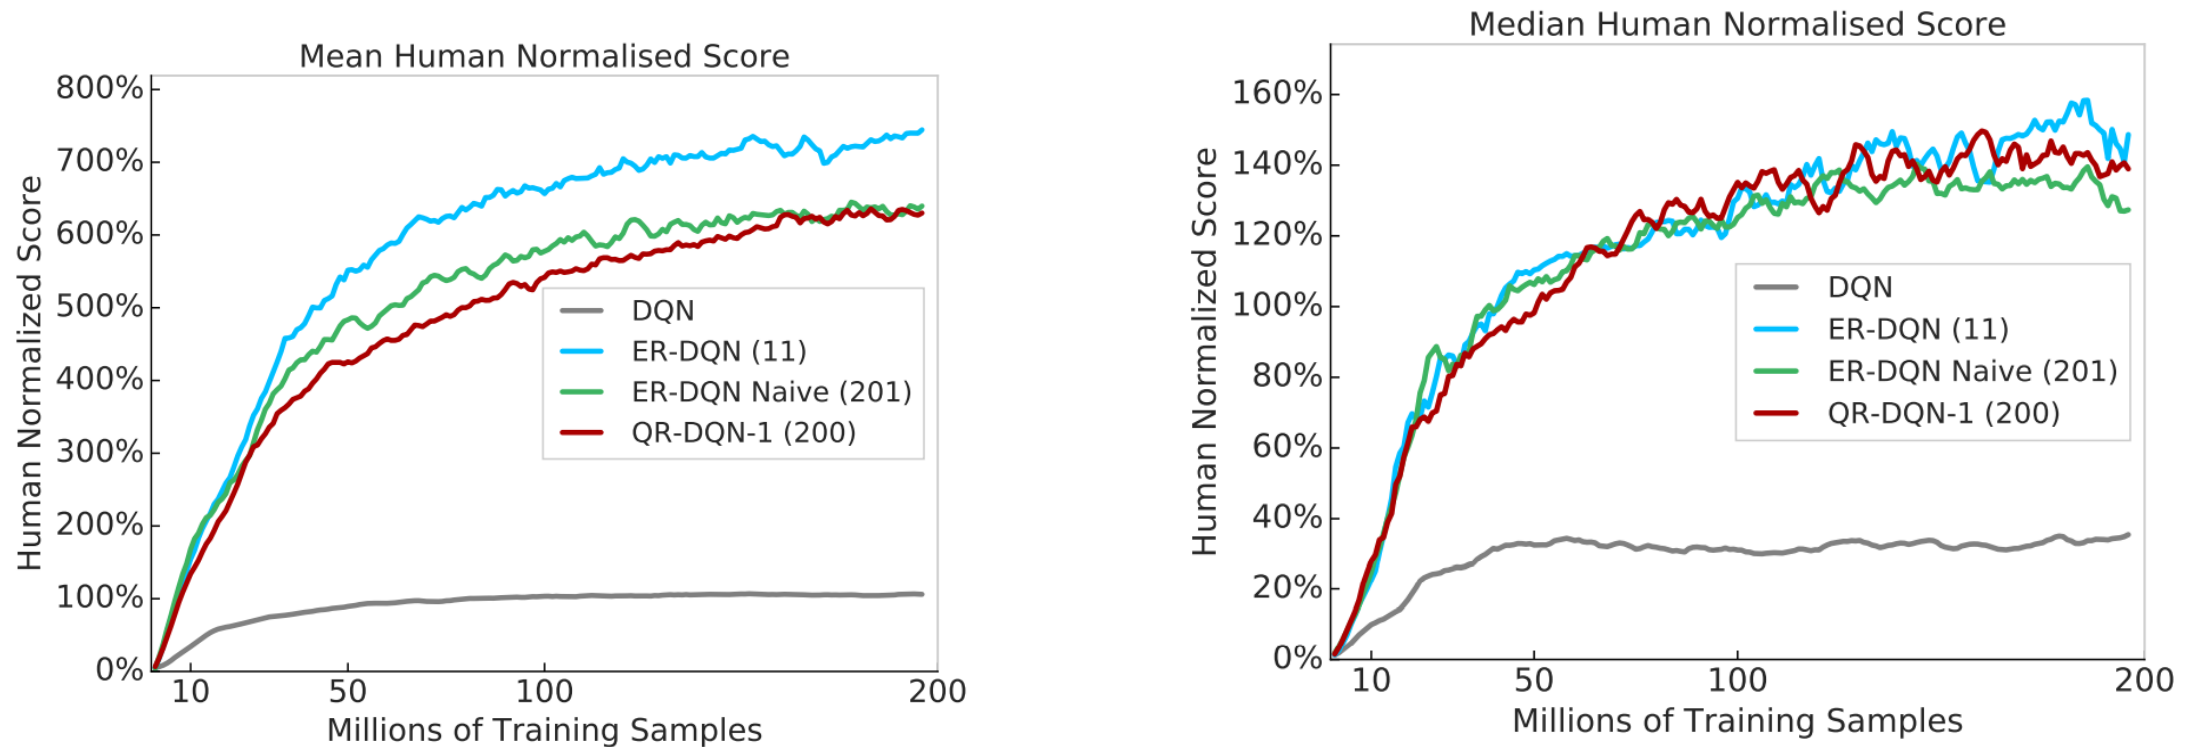 Mean Human Normalised Score
Human Normalized Score
800%
700%
600%
500%
400%
300%
200%
100%
0%
10 50 100 200
Millions of Training Samples
DQN
ER-DQN (11)
ER-DQN Naive (201)
QR-DQN-1 (200)
Median Human Normalised Score
Human Normalized Score
160%
140%
120%
100%
80%
60%
40%
20%
0%
10 50 100 200
Millions of Training Samples
DQN
ER-DQN (11)
ER-DQN Naive (201)
QR-DQN-1 (200)